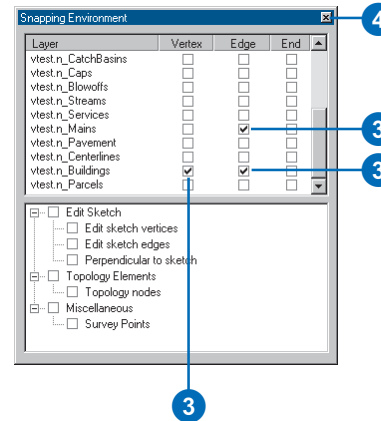 Snapping Environment
4
Layer Vertex Edge End
vtest.n_CatchBasins
vtest.n_Caps
vtest.n_Blowoffs
vtest.n_Streams
vtest.n_Services
vtest.n_Mains
3
vtest.n_Pavement
vtest.n_Centerlines
vtest.n_Buildings
3
vtest.n_Parcels
Edit Sketch
Edit sketch vertices
Edit sketch edges
Perpendicular to sketch
Topology Elements
Topology nodes
Miscellaneous
Survey Points
3